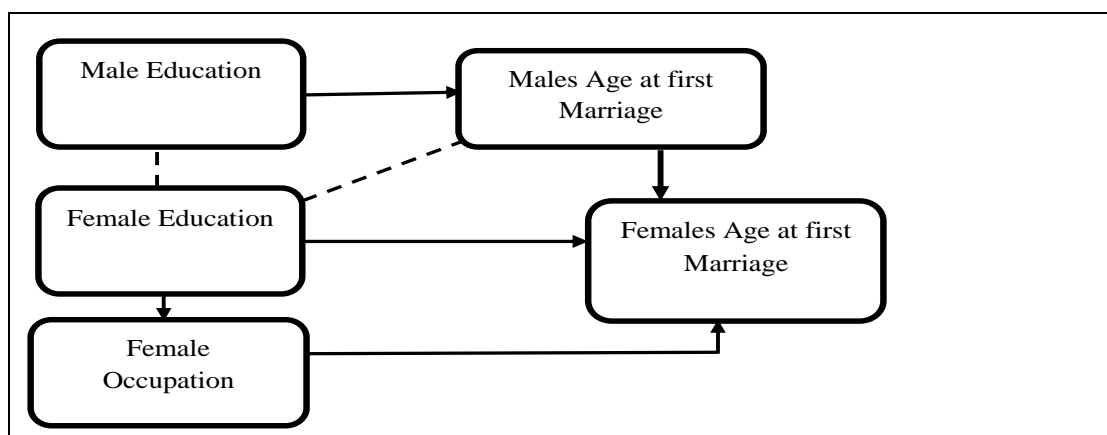 Male Education
Males Age at first
Marriage
Female Education
Females Age at first
Marriage
Female
Occupation